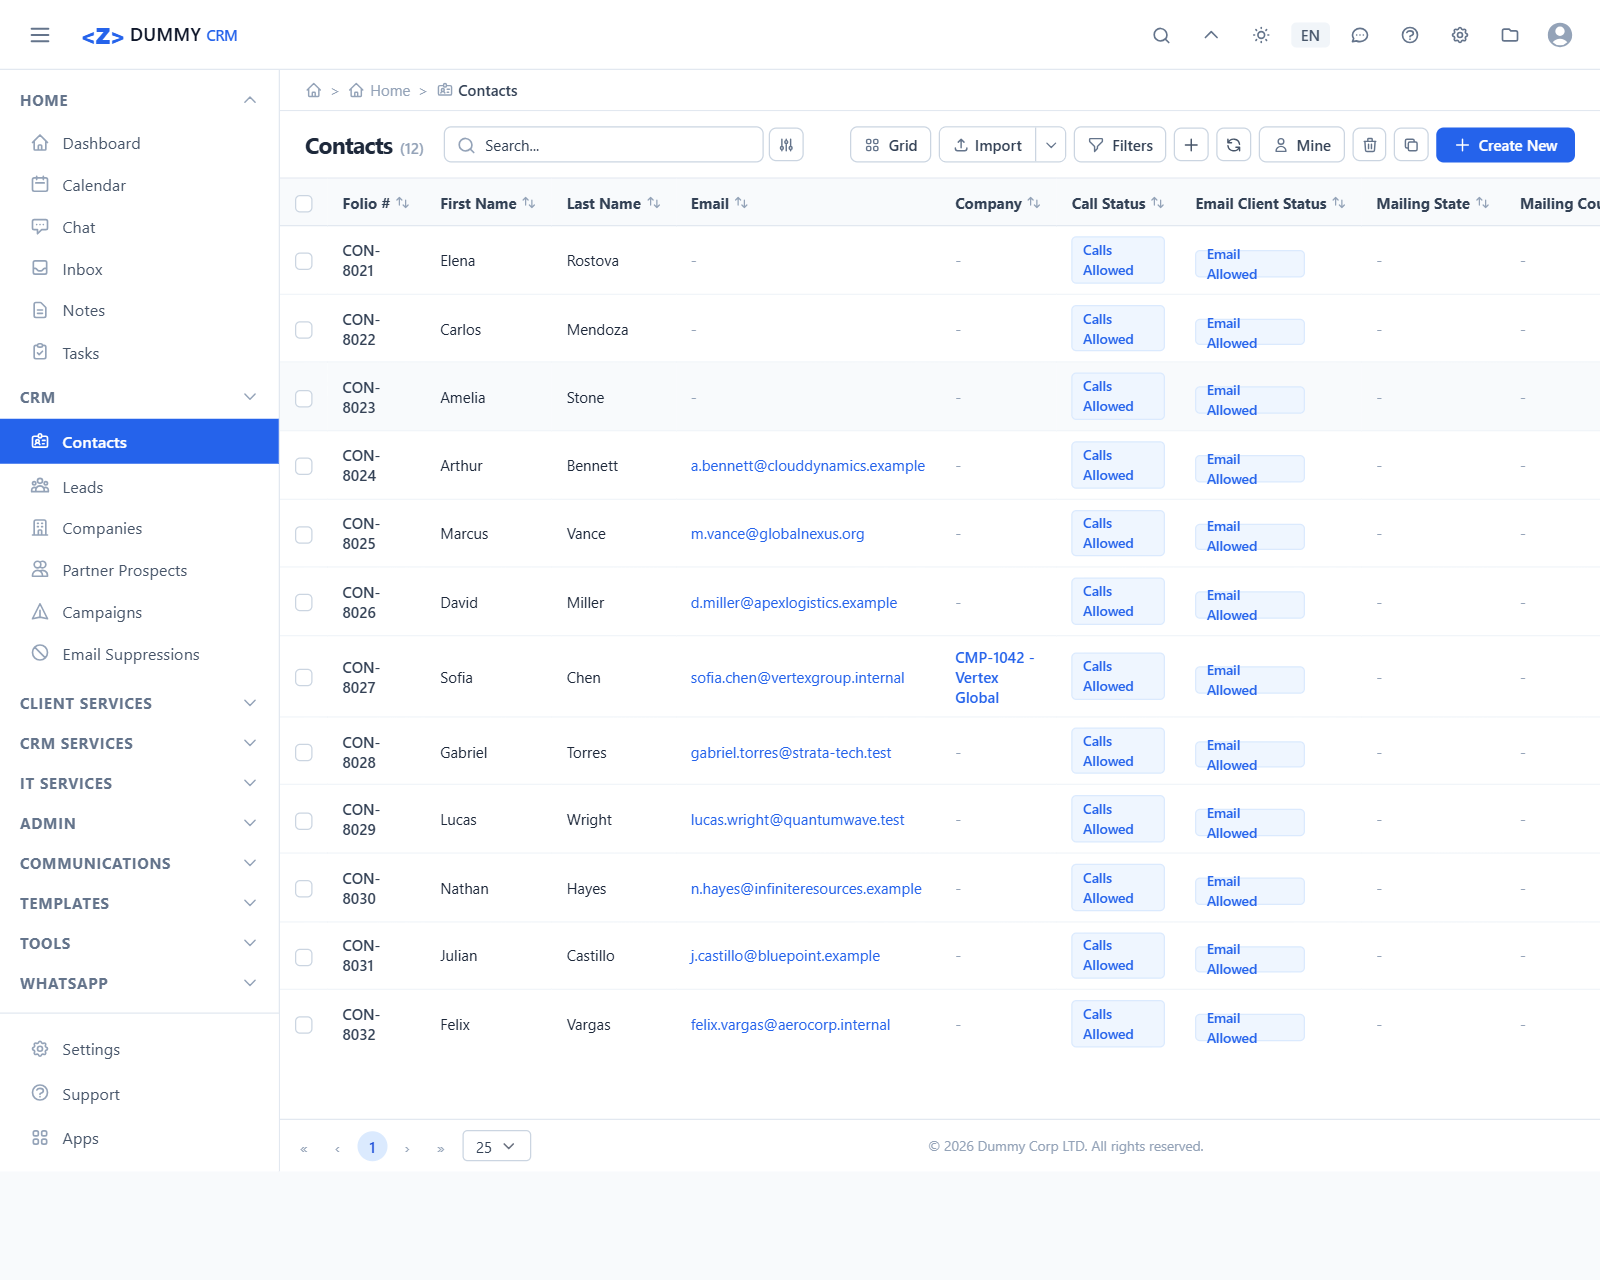 <Z> DUMMY CRM
EN
HOME
Dashboard
Calendar
Chat
Inbox
Notes
Tasks
CRM
Contacts
Leads
Companies
Partner Prospects
Campaigns
Email Suppressions
CLIENT SERVICES
CRM SERVICES
IT SERVICES
ADMIN
COMMUNICATIONS
TEMPLATES
TOOLS
WHATSAPP
Settings
Support
Apps
> Home > Contacts
Contacts (12)
Search...
Grid
Import
Filters
Mine
+ Create New
Folio # First Name Last Name Email Company Call Status Email Client Status Mailing State Mailing Cou
CON-
8021
Elena Rostova - -
Calls
Allowed
Email
Allowed
- -
CON-
8022
Carlos Mendoza - -
Calls
Allowed
Email
Allowed
- -
CON-
8023
Amelia Stone - -
Calls
Allowed
Email
Allowed
- -
CON-
8024
Arthur Bennett a.bennett@clouddynamics.example -
Calls
Allowed
Email
Allowed
- -
CON-
8025
Marcus Vance m.vance@globalnexus.org -
Calls
Allowed
Email
Allowed
- -
CON-
8026
David Miller d.miller@apexlogistics.example -
Calls
Allowed
Email
Allowed
- -
CON-
8027
Sofia Chen sofia.chen@vertexgroup.internal
CMP-1042 -
Vertex
Global
Calls
Allowed
Email
Allowed
- -
CON-
8028
Gabriel Torres gabriel.torres@strata-tech.test -
Calls
Allowed
Email
Allowed
- -
CON-
8029
Lucas Wright lucas.wright@quantumwave.test -
Calls
Allowed
Email
Allowed
- -
CON-
8030
Nathan Hayes n.hayes@infiniteresources.example -
Calls
Allowed
Email
Allowed
- -
CON-
8031
Julian Castillo j.castillo@bluepoint.example -
Calls
Allowed
Email
Allowed
- -
CON-
8032
Felix Vargas felix.vargas@aerocorp.internal -
Calls
Allowed
Email
Allowed
- -
« ‹ 1 › » 25
© 2026 Dummy Corp LTD. All rights reserved.